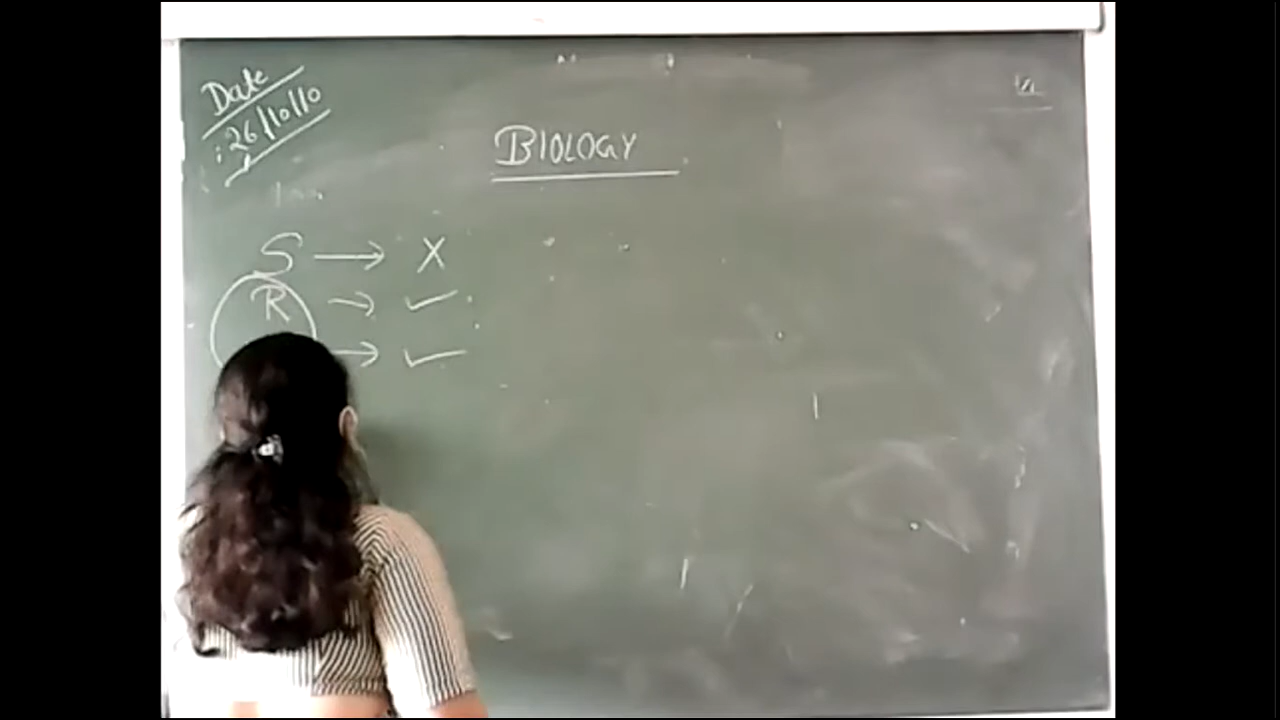 Date
: 26/10/10
BIOLOGY
S → X
R → ✓
→ ✓